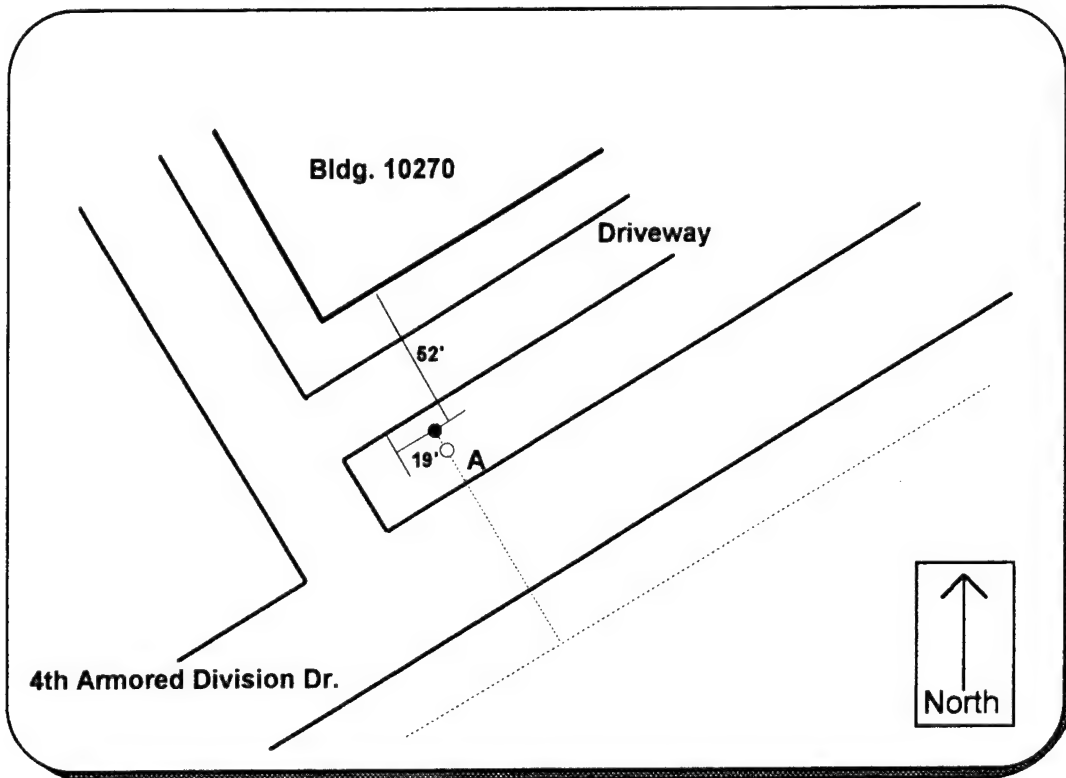 Bldg. 10270
Driveway
52'
19'
A
4th Armored Division Dr.
North